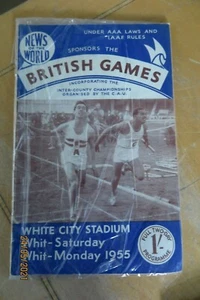 NEWS
OF THE
WORLD
UNDER AAA LAWS AND
IAAF RULES
SPONSORS THE
BRITISH GAMES
INCORPORATING THE
INTER-COUNTY CHAMPIONSHIPS
ORGANISED BY THE C.A.U.
WHITE CITY STADIUM
Whit-Saturday
Whit-Monday 1955
FULL TWO-DAY
1/-
PROGRAMME